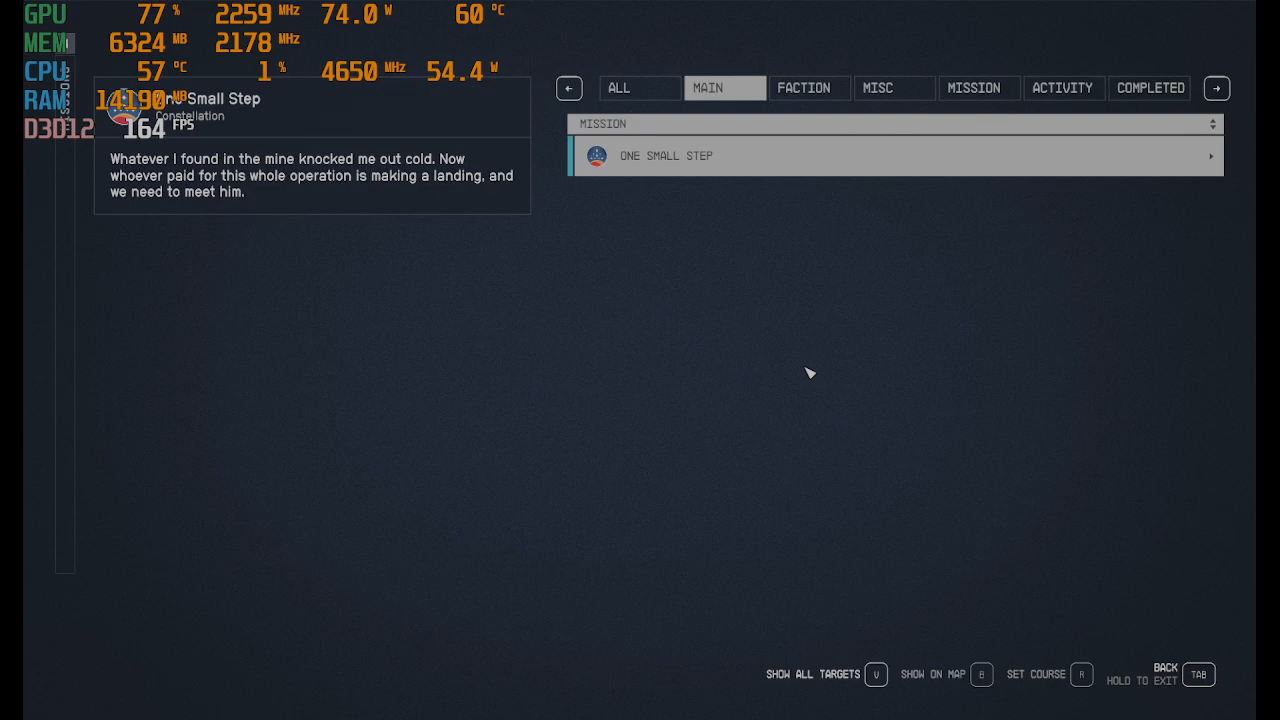 GPU 77 % 2259 MHz 74.0 W 60 °C
MEM 6324 MB 2178 MHz
CPU 57 °C 1 % 4650 MHz 54.4 W
RAM 14190 MB
D3D12 164 FPS
One Small Step
Constellation
Whatever I found in the mine knocked me out cold. Now
whoever paid for this whole operation is making a landing, and
we need to meet him.
ALL MAIN FACTION MISC MISSION ACTIVITY COMPLETED
MISSION
ONE SMALL STEP
SHOW ALL TARGETS V SHOW ON MAP B SET COURSE R BACK TAB
HOLD TO EXIT